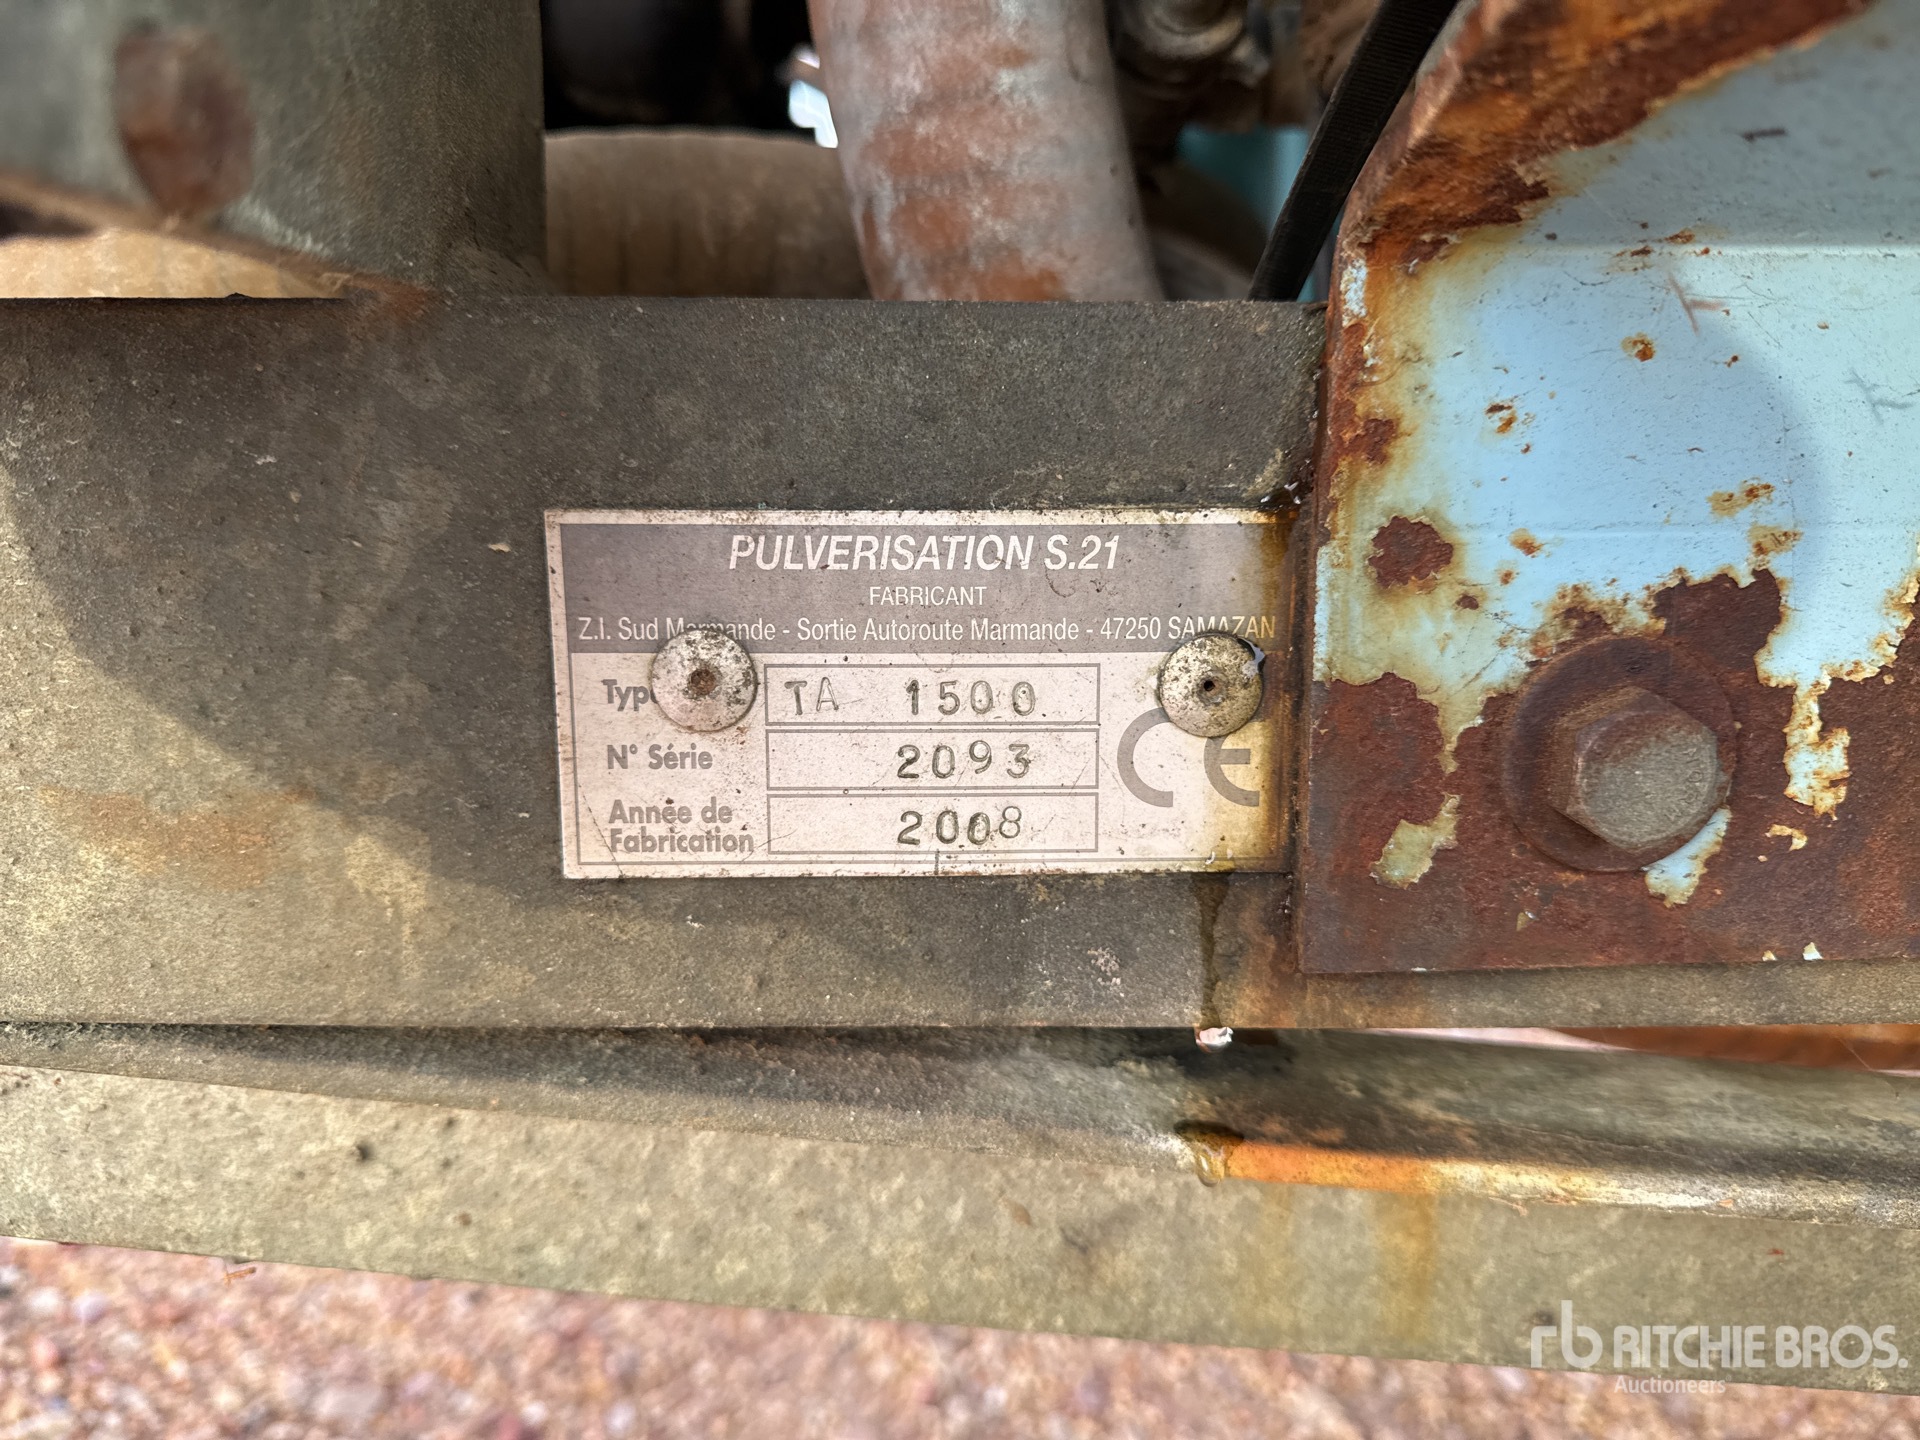 PULVERISATION S.21
FABRICANT
Z.I. Sud Marmande - Sortie Autoroute Marmande - 47250 SAMAZAN
Type TA 1500
N° Série 2093
Année de
Fabrication 2008
CE
rb RITCHIE BROS.
Auctioneers